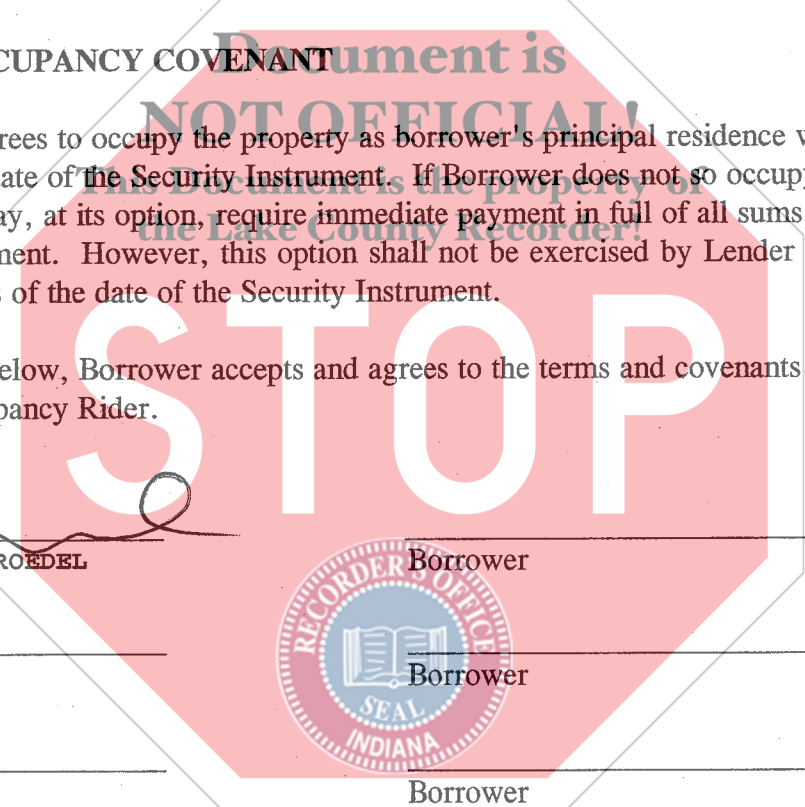 Document is
CUPANCY COVENANT
NOT OFFICIAL!
rees to occupy the property as borrower's principal residence w
ate of the Security Instrument. If Borrower does not so occupy
This Document is the property of
ay, at its option, require immediate payment in full of all sums
the Lake County Recorder!
ment. However, this option shall not be exercised by Lender
of the date of the Security Instrument.
STOP
elow, Borrower accepts and agrees to the terms and covenants
pancy Rider.
ROEDEL
Borrower
RECORDER'S OFFICE
Borrower
SEAL
INDIANA
Borrower